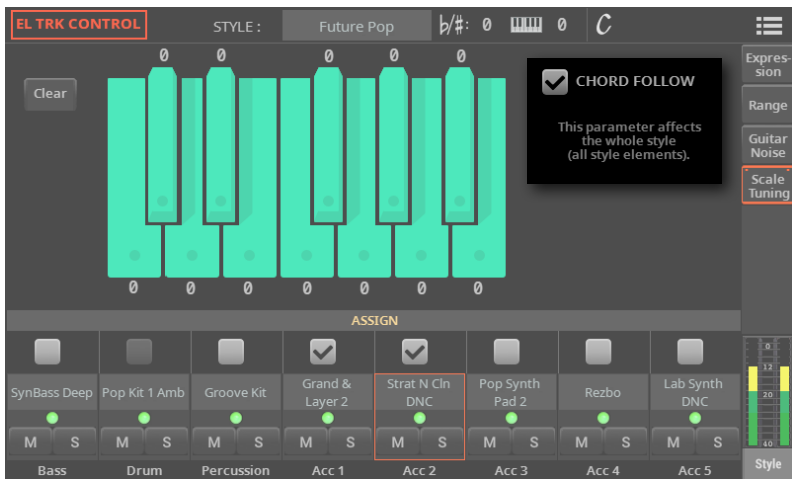 EL TRK CONTROL STYLE : Future Pop ♭/#: 0 0 C
Expres-
sion
Range
Guitar
Noise
Scale
Tuning
Clear
0 0 0 0 0
CHORD FOLLOW
This parameter affects
the whole style
(all style elements).
0 0 0 0 0 0 0
ASSIGN
SynBass Deep
Pop Kit 1 Amb
Groove Kit
Grand &
Layer 2
Strat N Cln
DNC
Pop Synth
Pad 2
Rezbo
Lab Synth
DNC
M S M S M S M S M S M S M S M S
Bass Drum Percussion Acc 1 Acc 2 Acc 3 Acc 4 Acc 5
0
12
20
40
Style